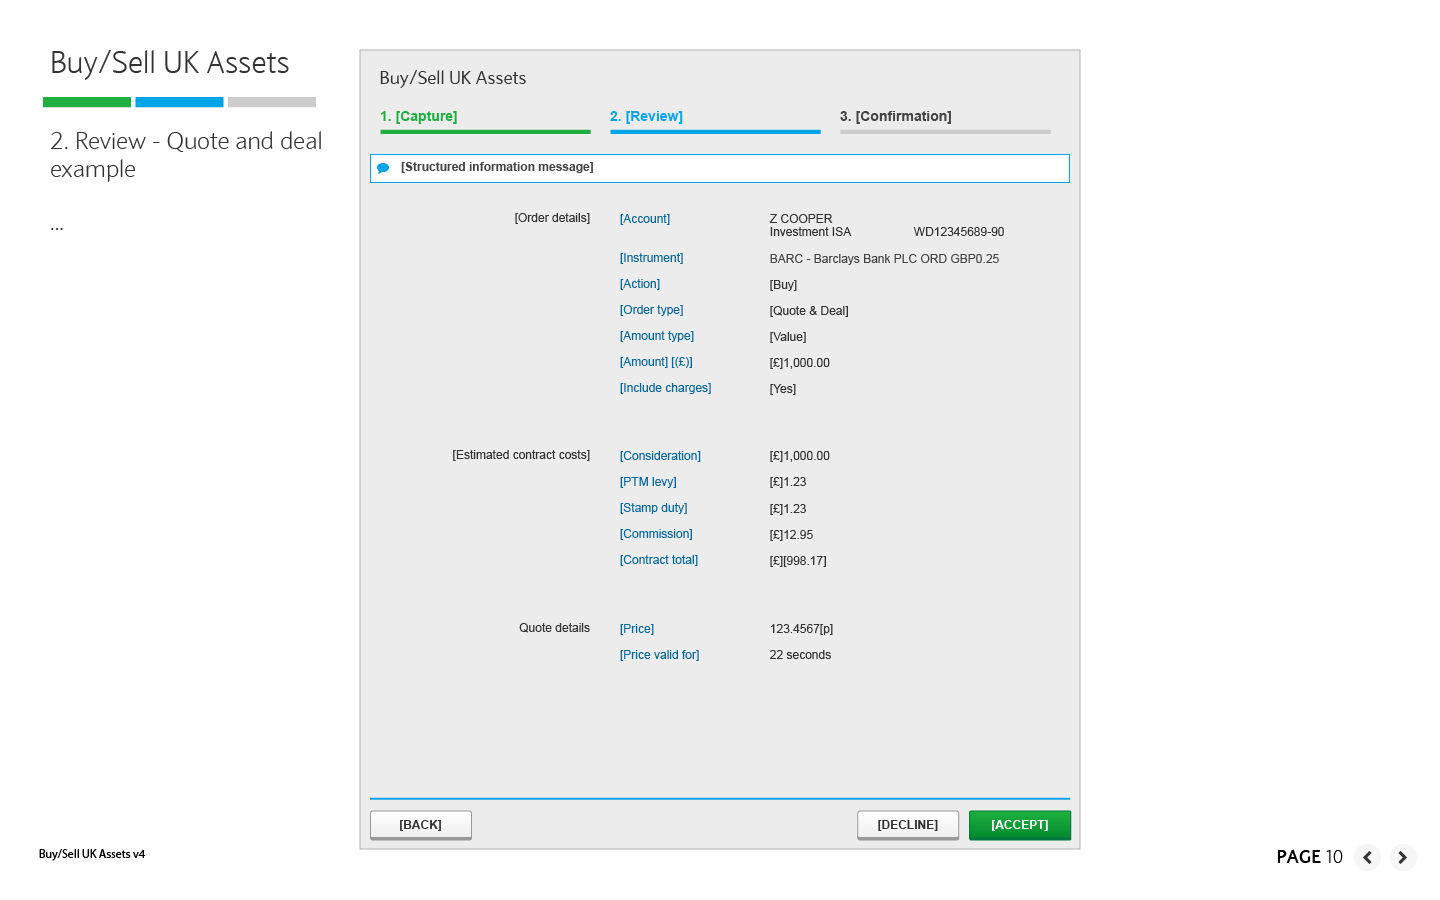 Buy/Sell UK Assets
2. Review - Quote and deal
example
...
Buy/Sell UK Assets
1. [Capture] 2. [Review] 3. [Confirmation]
[Structured information message]
[Order details] [Account] Z COOPER
Investment ISA WD12345689-90
[Instrument] BARC - Barclays Bank PLC ORD GBP0.25
[Action] [Buy]
[Order type] [Quote & Deal]
[Amount type] [Value]
[Amount] [(£)] [£]1,000.00
[Include charges] [Yes]
[Estimated contract costs] [Consideration] [£]1,000.00
[PTM levy] [£]1.23
[Stamp duty] [£]1.23
[Commission] [£]12.95
[Contract total] [£][998.17]
Quote details [Price] 123.4567[p]
[Price valid for] 22 seconds
[BACK] [DECLINE] [ACCEPT]
Buy/Sell UK Assets v4
PAGE 10